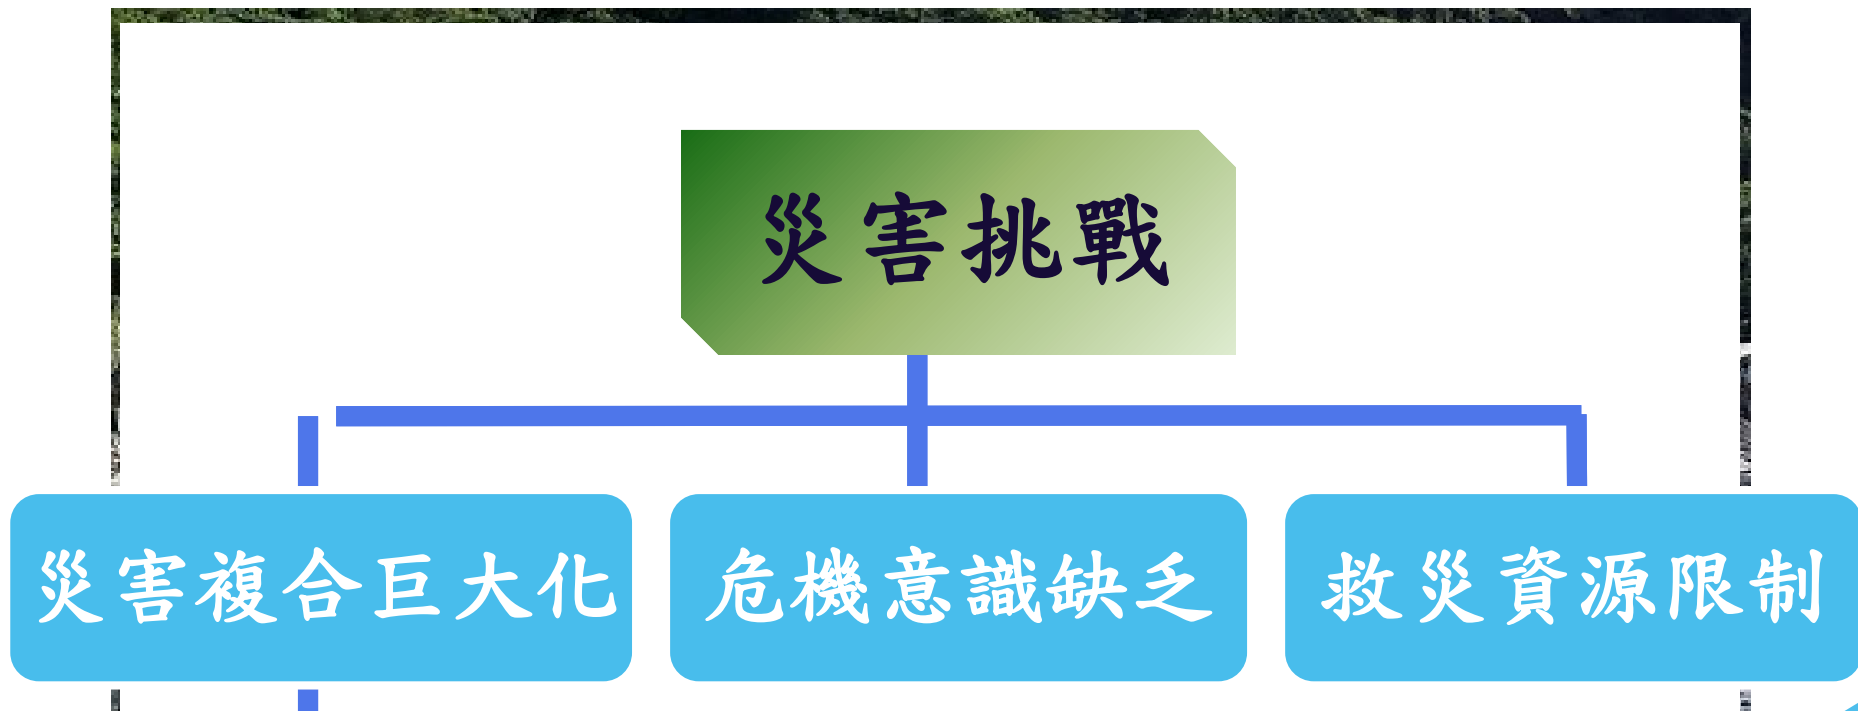 災害挑戰
災害複合巨大化
危機意識缺乏
救災資源限制